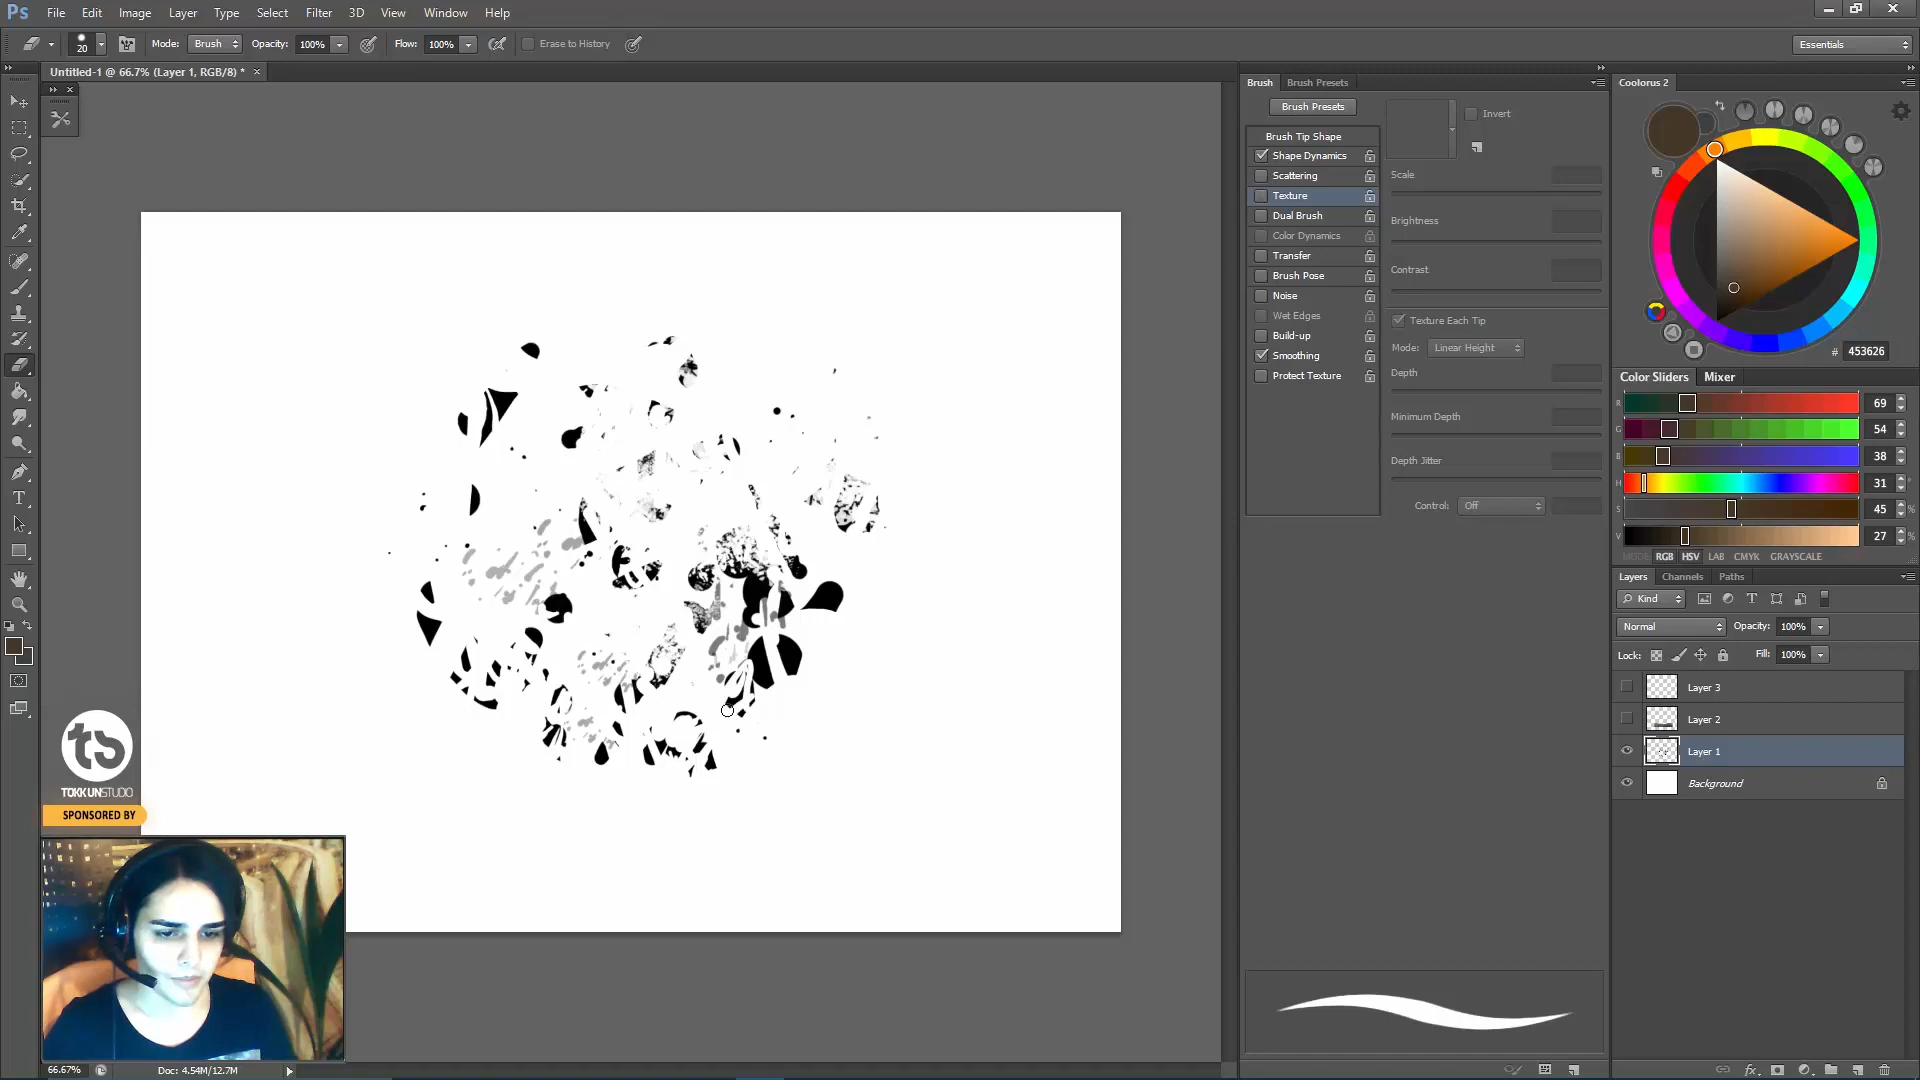 Ps File Edit Image Layer Type Select Filter 3D View Window Help
20 Mode: Brush Opacity: 100% Flow: 100% Erase to History Essentials
Untitled-1 @ 66.7% (Layer 1, RGB/8) * ×
Brush Brush Presets
Brush Presets
Invert
Brush Tip Shape
Shape Dynamics
Scattering
Texture
Dual Brush
Color Dynamics
Transfer
Brush Pose
Noise
Wet Edges
Build-up
Smoothing
Protect Texture
Scale
Brightness
Contrast
Texture Each Tip
Mode: Linear Height
Depth
Minimum Depth
Depth Jitter
Control: Off
Coolorus 2
# 453626
Color Sliders Mixer
R 69
G 54
B 38
H 31 °
S 45 %
V 27 %
MODE RGB HSV LAB CMYK GRAYSCALE
Layers Channels Paths
Kind
Normal Opacity: 100%
Lock: Fill: 100%
Layer 3
Layer 2
Layer 1
Background
fx
ts
TOKKUNSTUDIO
SPONSORED BY
66.67% Doc: 4.54M/12.7M